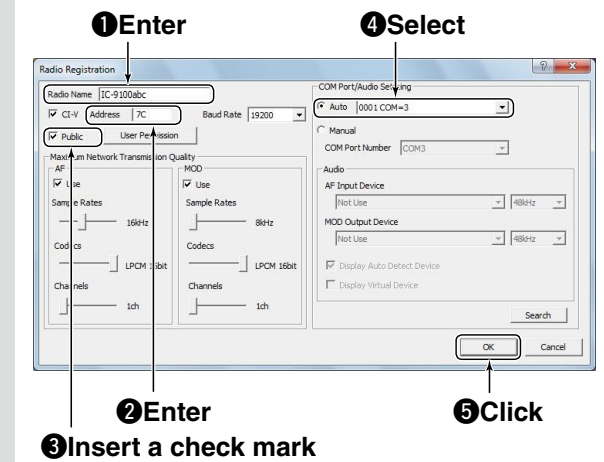 ❶Enter
❹Select
Radio Registration
Radio Name IC-9100abc
CI-V Address 7C Baud Rate 19200
Public User Permission
Maximum Network Transmission Quality
AF
Use
Sample Rates
16kHz
Codecs
LPCM 16bit
Channels
1ch
MOD
Use
Sample Rates
8kHz
Codecs
LPCM 16bit
Channels
1ch
COM Port/Audio Setting
Auto 0001 COM=3
Manual
COM Port Number COM3
Audio
AF Input Device
Not Use 48kHz
MOD Output Device
Not Use 48kHz
Display Auto Detect Device
Display Virtual Device
Search
OK Cancel
❷Enter
❺Click
❸Insert a check mark